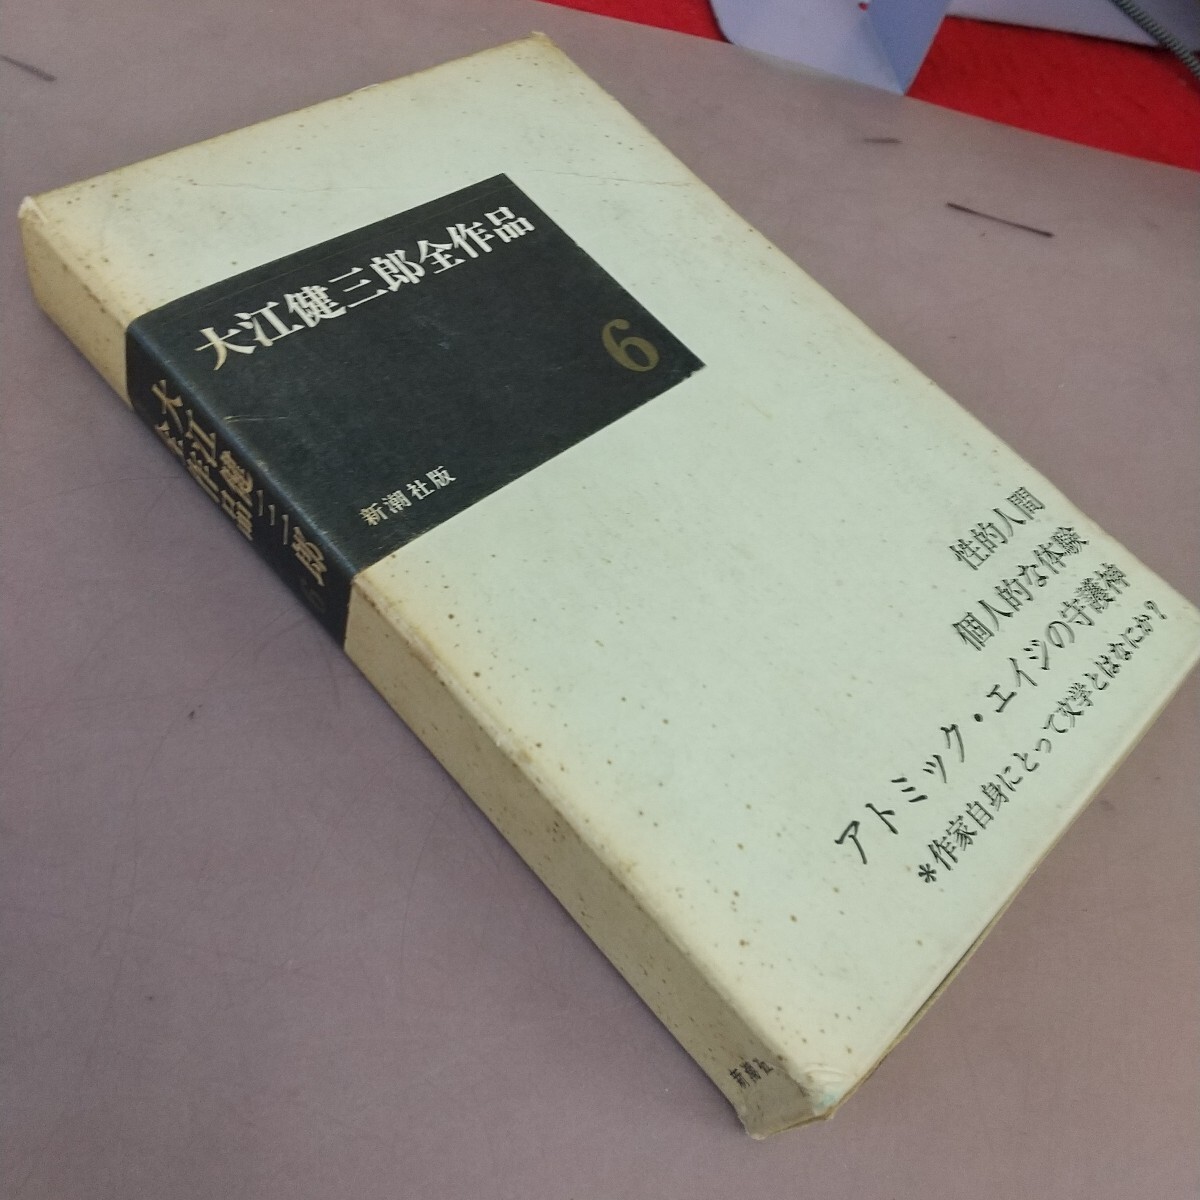 大江健三郎全作品
6
新潮社版
性的人間
個人的な体験
アトミック・エイジの守護神
*作家自身にとって文学とはなにか?
大江健三郎
全作品
6
新潮社